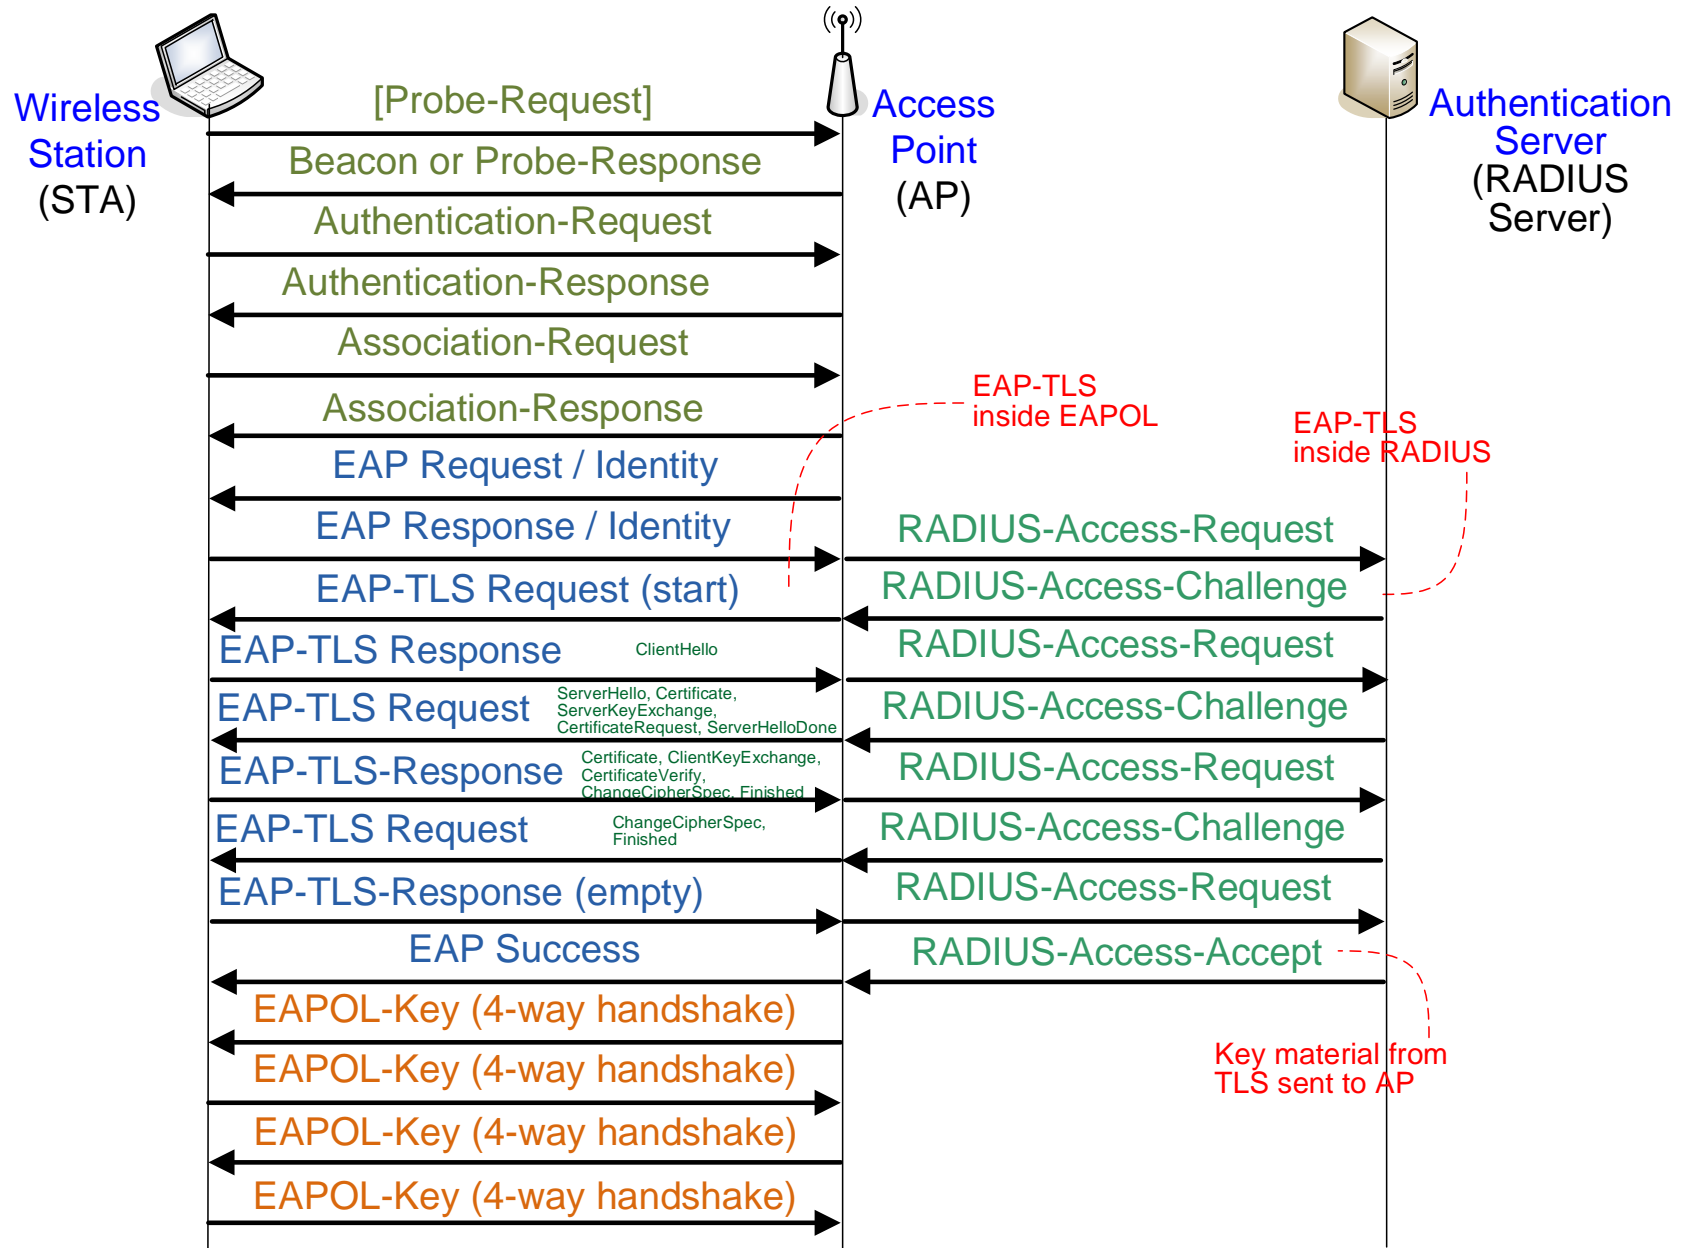 Wireless
Station
(STA)
Access
Point
(AP)
Authentication
Server
(RADIUS
Server)
[Probe-Request]
Beacon or Probe-Response
Authentication-Request
Authentication-Response
Association-Request
Association-Response
EAP-TLS
inside EAPOL
EAP-TLS
inside RADIUS
EAP Request / Identity
EAP Response / Identity
RADIUS-Access-Request
EAP-TLS Request (start)
RADIUS-Access-Challenge
EAP-TLS Response
ClientHello
RADIUS-Access-Request
EAP-TLS Request
ServerHello, Certificate,
ServerKeyExchange,
CertificateRequest, ServerHelloDone
RADIUS-Access-Challenge
EAP-TLS-Response
Certificate, ClientKeyExchange,
CertificateVerify,
ChangeCipherSpec, Finished
RADIUS-Access-Request
EAP-TLS Request
ChangeCipherSpec,
Finished
RADIUS-Access-Challenge
EAP-TLS-Response (empty)
RADIUS-Access-Request
EAP Success
RADIUS-Access-Accept
EAPOL-Key (4-way handshake)
Key material from
TLS sent to AP
EAPOL-Key (4-way handshake)
EAPOL-Key (4-way handshake)
EAPOL-Key (4-way handshake)